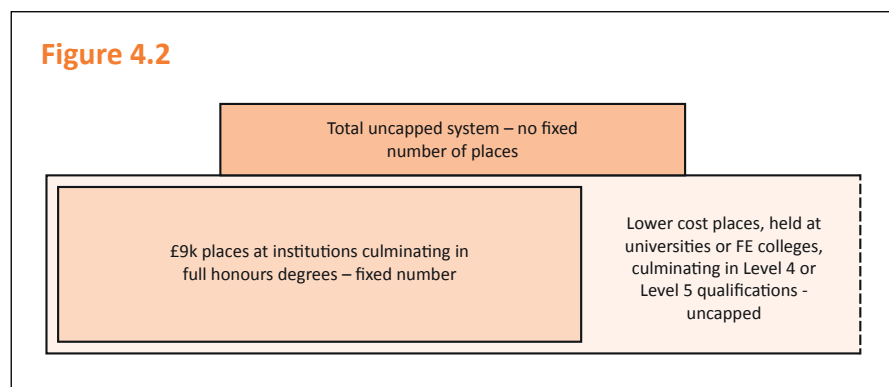 Figure 4.2
Total uncapped system – no fixed
number of places
£9k places at institutions culminating in
full honours degrees – fixed number
Lower cost places, held at
universities or FE colleges,
culminating in Level 4 or
Level 5 qualifications -
uncapped